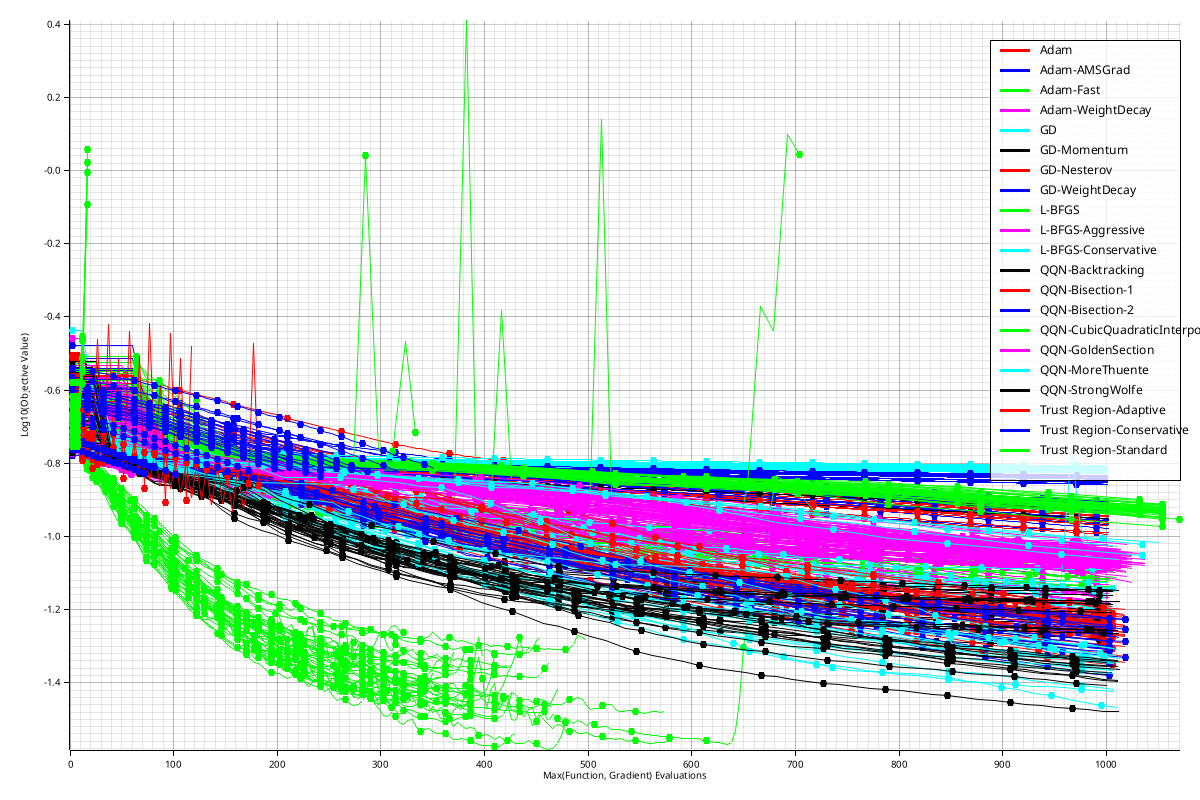 0.4
0.2
-0.0
-0.2
-0.4
-0.6
-0.8
-1.0
-1.2
-1.4
Log10(Objective Value)
0 100 200 300 400 500 600 700 800 900 1000
Max(Function, Gradient) Evaluations
Adam
Adam-AMSGrad
Adam-Fast
Adam-WeightDecay
GD
GD-Momentum
GD-Nesterov
GD-WeightDecay
L-BFGS
L-BFGS-Aggressive
L-BFGS-Conservative
QQN-Backtracking
QQN-Bisection-1
QQN-Bisection-2
QQN-CubicQuadraticInterpo
QQN-GoldenSection
QQN-MoreThuente
QQN-StrongWolfe
Trust Region-Adaptive
Trust Region-Conservative
Trust Region-Standard